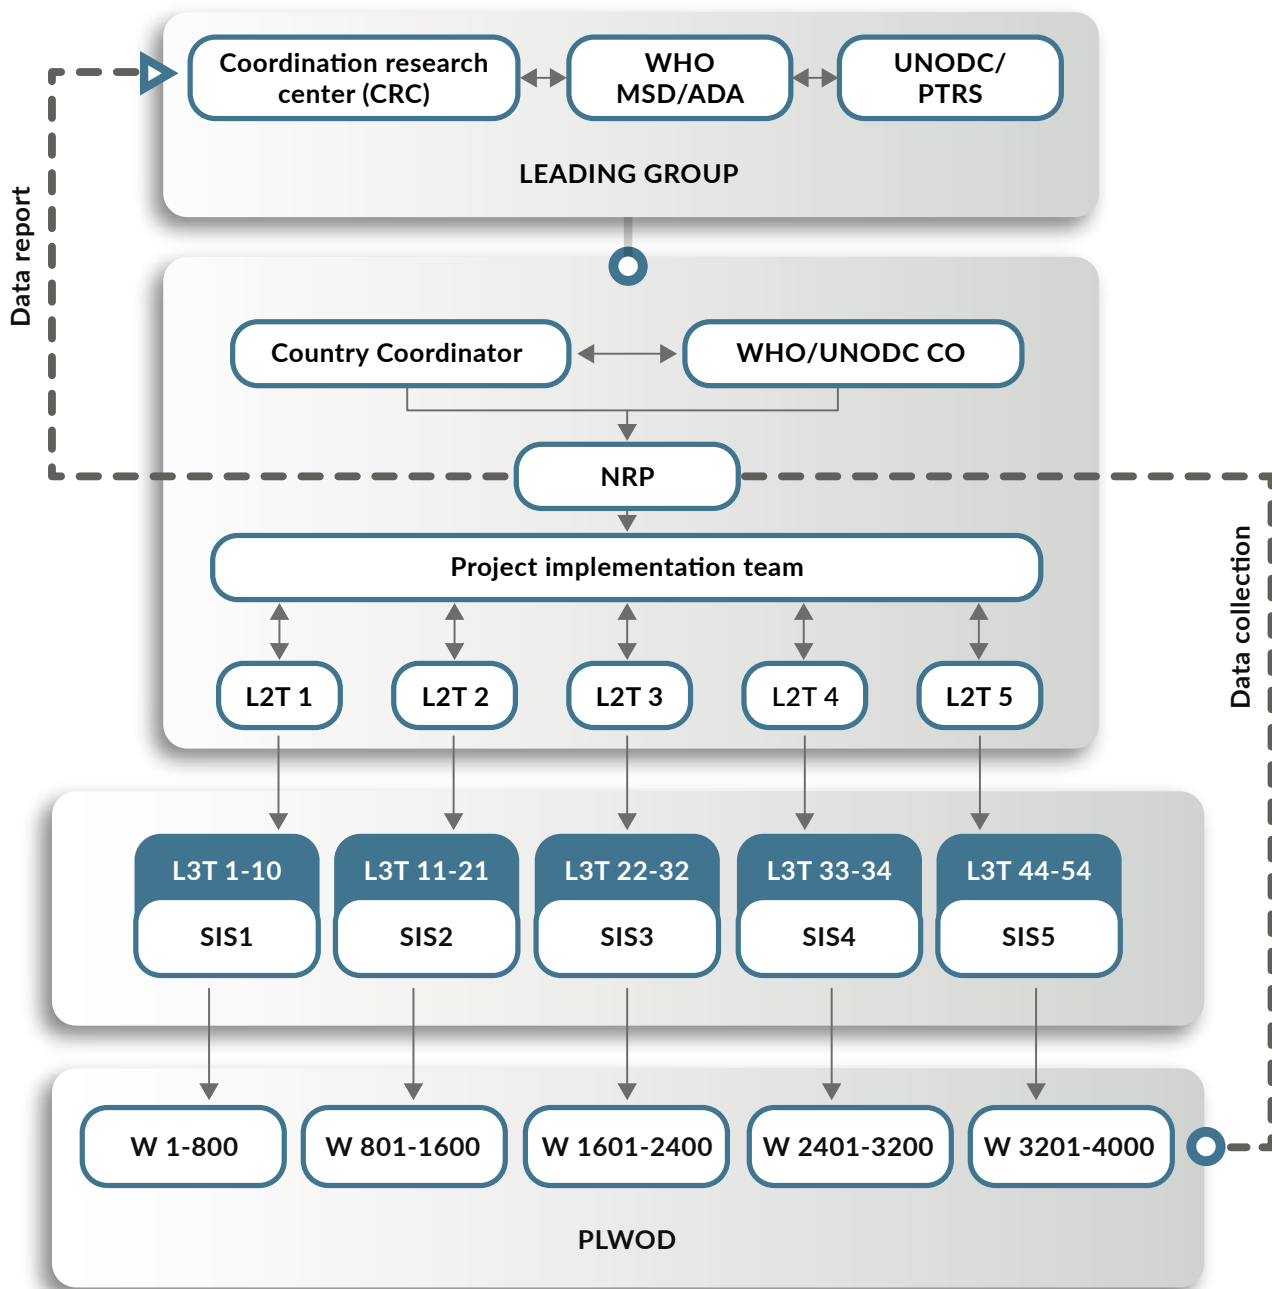 Coordination research
center (CRC)
WHO
MSD/ADA
UNODC/
PTRS
LEADING GROUP
Data report
Country Coordinator
WHO/UNODC CO
NRP
Project implementation team
Data collection
L2T 1
L2T 2
L2T 3
L2T 4
L2T 5
L3T 1-10
L3T 11-21
L3T 22-32
L3T 33-34
L3T 44-54
SIS1
SIS2
SIS3
SIS4
SIS5
W 1-800
W 801-1600
W 1601-2400
W 2401-3200
W 3201-4000
PLWOD